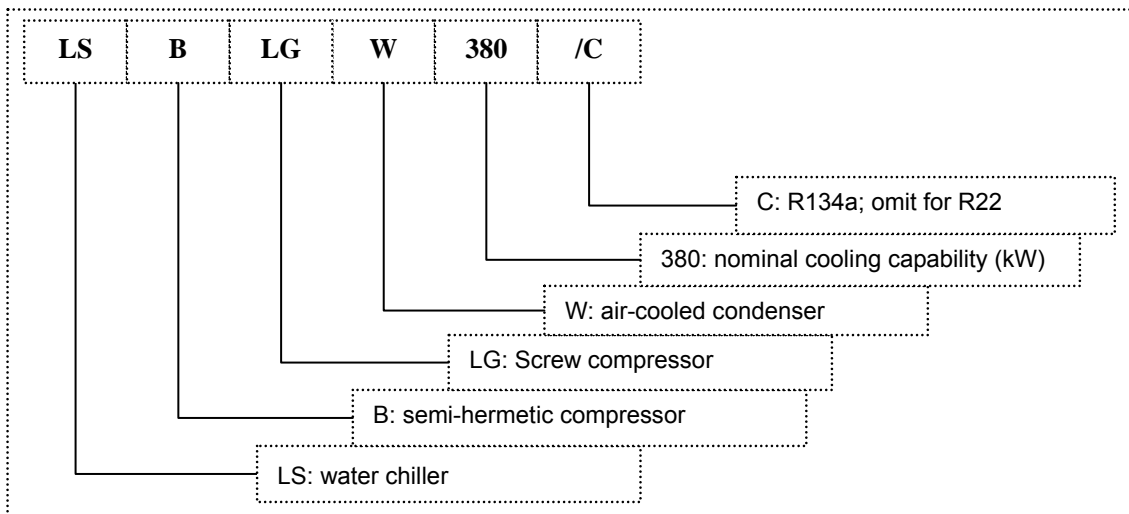 LS B LG W 380 /C
C: R134a; omit for R22
380: nominal cooling capability (kW)
W: air-cooled condenser
LG: Screw compressor
B: semi-hermetic compressor
LS: water chiller